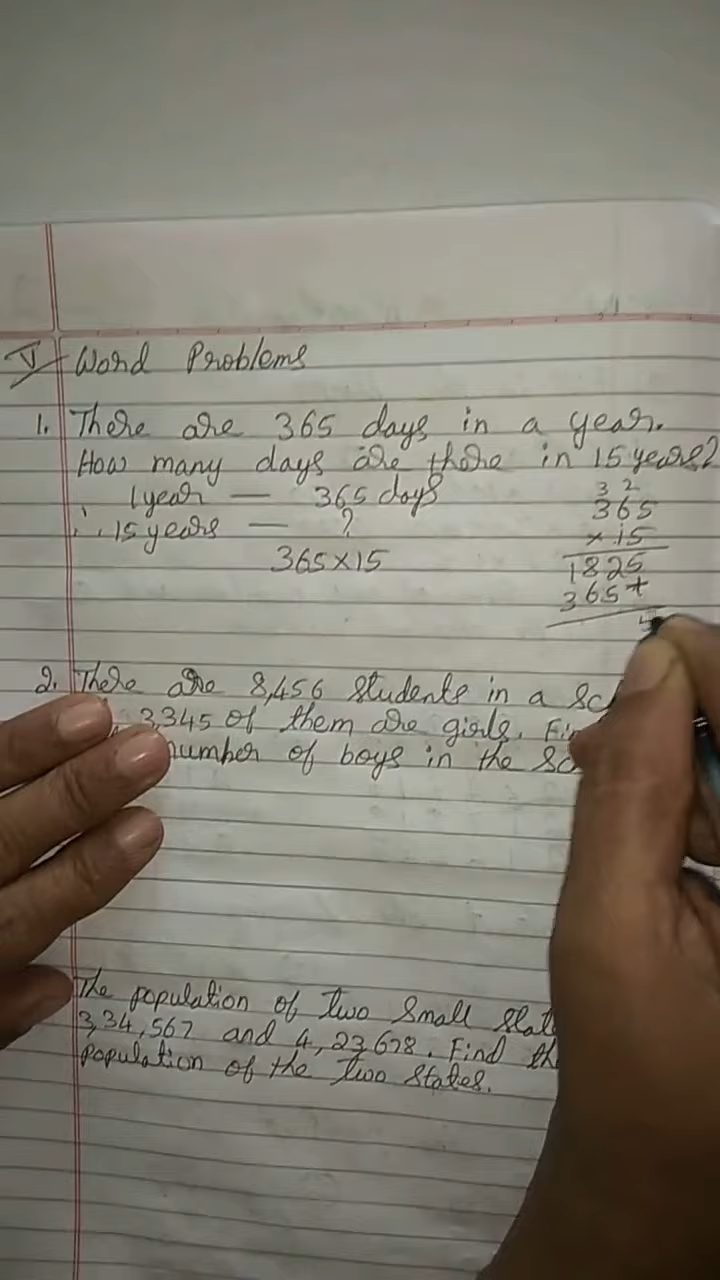 V Word Problems
1. There are 365 days in a year.
How many days are there in 15 years?
1 year — 365 days
∴ 15 years — ?
365×15
3 2
365
×15
1825
365+
2. There are 8,456 students in a
3,345 of them are girls.
number of boys in the
The population of two small
3,34,567 and 4,23,678. Find
population of the two states.